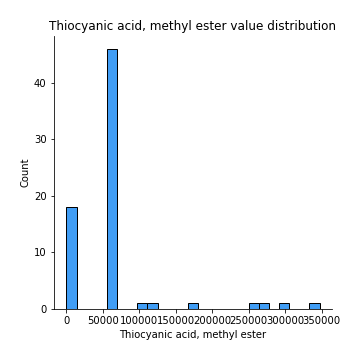 Thiocyanic acid, methyl ester value distribution
40
30
20
10
0
Count
0 50000 100000 150000 200000 250000 300000 350000
Thiocyanic acid, methyl ester